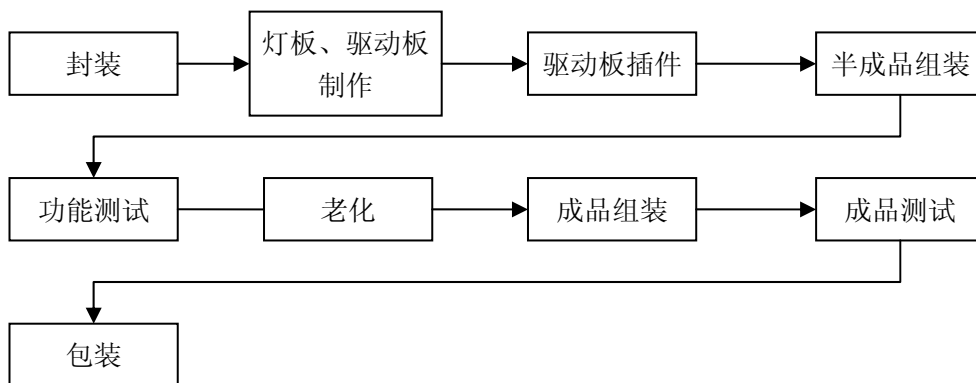 封装
灯板、驱动板
制作
驱动板插件
半成品组装
功能测试
老化
成品组装
成品测试
包装